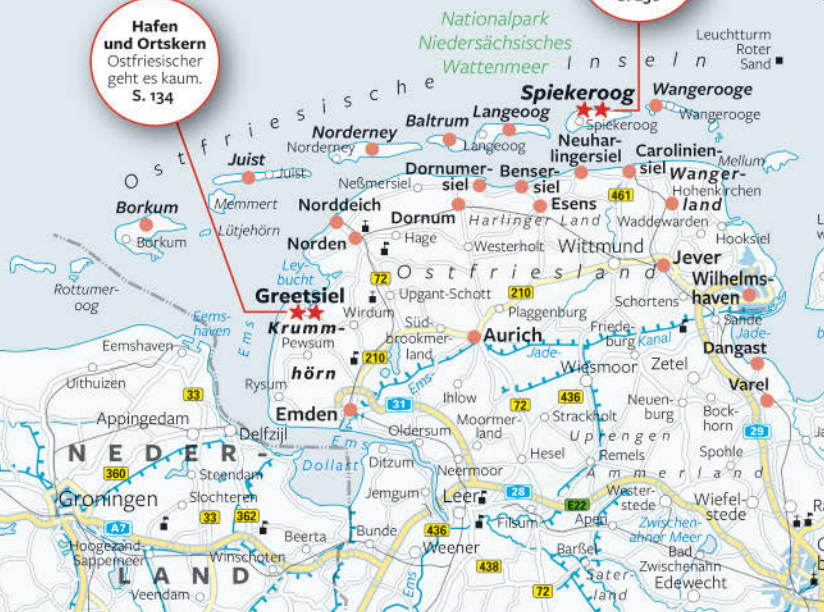 Hafen
und Ortskern
Ostfriesischer
geht es kaum.
S. 134
Nationalpark
Niedersächsisches
Wattenmeer
Leuchtturm
Roter
Sand
Ostfriesische Inseln
Spiekeroog
Spiekeroog
Wangerooge
Wangerooge
Langeoog
Langeoog
Baltrum
Norderney
Norderney
Juist
Juist
Borkum
Borkum
Memmert
Lütjehörn
Rottumer-
oog
Mellum
Neuhar-
lingersiel
Carolinen-
siel
Wanger-
land
Hohenkirchen
Dornumer-
siel
Benser-
siel
Neßmersiel
Esens
461
Dornum
Harlinger Land
Waddewarden
Hooksiel
Norddeich
Norden
Hage
Westerholt
Wittmund
Jever
Wilhelms-
haven
Ley-
bucht
72
Ostfriesland
Upgant-Schott
210
Schortens
Greetsiel
Krumm-
hörn
Wirdum
Plaggenburg
Sande
Jade-
Pewsum
Süd-
brookmer-
land
Aurich
Friede-
burg
Kanal
Jade-
Dangast
Eems-
haven
Ems
Eemshaven
210
Wiesmoor
Zetel
Varel
Uithuizen
Rysum
Ems-
33
Emden
31
Ihlow
72
436
Strackholt
Neuen-
burg
Bock-
horn
Appingedam
Delfzijl
Ems
Oldersum
Moormer-
land
Uplengen
29
NEDER-
LAND
Dollart
Ditzum
Hesel
Remels
Spohle
360
Steendam
Neermoor
Ammerland
Groningen
Slochteren
Jemgum
Leer
28
E22
Wester-
stede
Wiefel-
stede
33
362
A7
Filsum
Apen
Zwischen-
ahner Meer
Hoogezand-
Sappemeer
Beerta
Bunde
436
Weener
Barßel
Bad
Zwischenahn
Winschoten
Edewecht
Veendam
Ems
438
72
Sater-
land